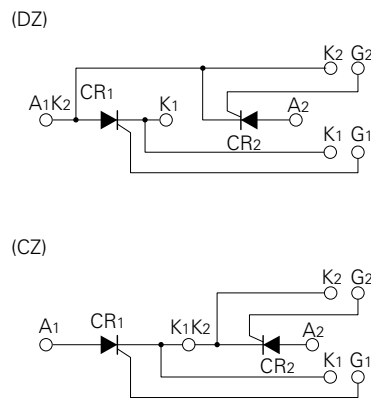 (DZ)
K2 G2
CR1
A1K2 K1 A2
CR2
K1 G1
(CZ)
K2 G2
A1 CR1 K1K2 A2
CR2
K1 G1